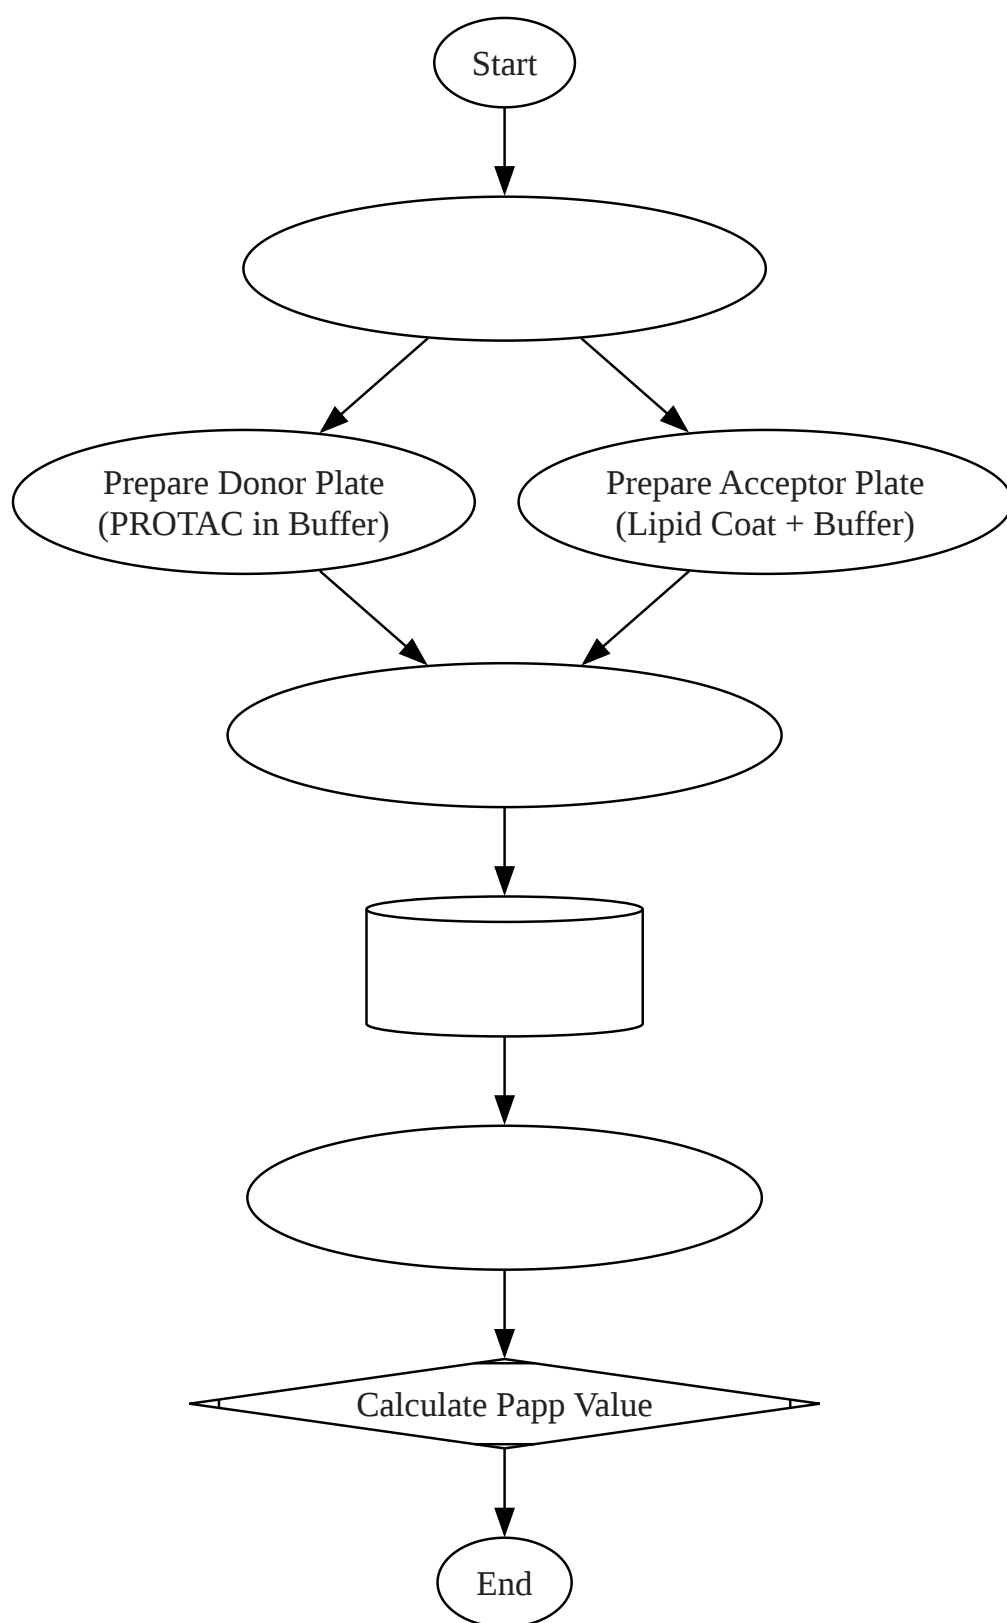 Start
Prepare Donor Plate
(PROTAC in Buffer)
Prepare Acceptor Plate
(Lipid Coat + Buffer)
Calculate Papp Value
End